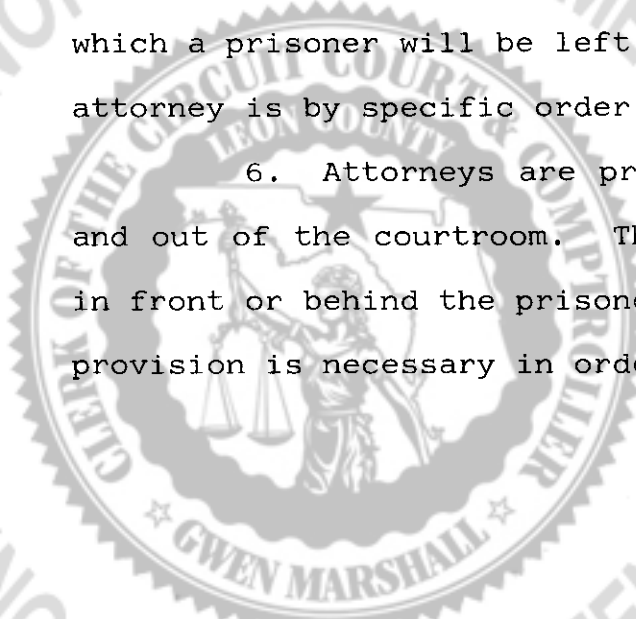 which a prisoner will be left
attorney is by specific order
6. Attorneys are pr
and out of the courtroom. Th
in front or behind the prisone
provision is necessary in orde
CLERK OF THE CIRCUIT COURT & COMPTROLLER
LEON COUNTY
GWEN MARSHALL